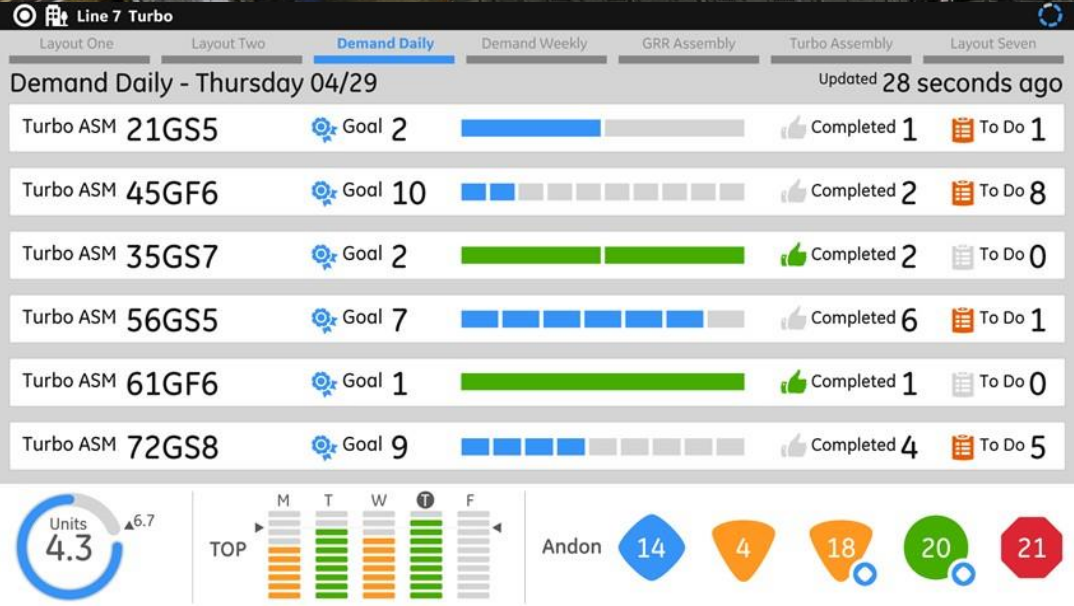 Line 7 Turbo
Layout One Layout Two Demand Daily Demand Weekly GRR Assembly Turbo Assembly Layout Seven
Demand Daily - Thursday 04/29 Updated 28 seconds ago
Turbo ASM 21GS5 Goal 2 Completed 1 To Do 1
Turbo ASM 45GF6 Goal 10 Completed 2 To Do 8
Turbo ASM 35GS7 Goal 2 Completed 2 To Do 0
Turbo ASM 56GS5 Goal 7 Completed 6 To Do 1
Turbo ASM 61GF6 Goal 1 Completed 1 To Do 0
Turbo ASM 72GS8 Goal 9 Completed 4 To Do 5
Units
4.3
▲6.7
M T W T F
TOP
Andon 14 4 18 20 21